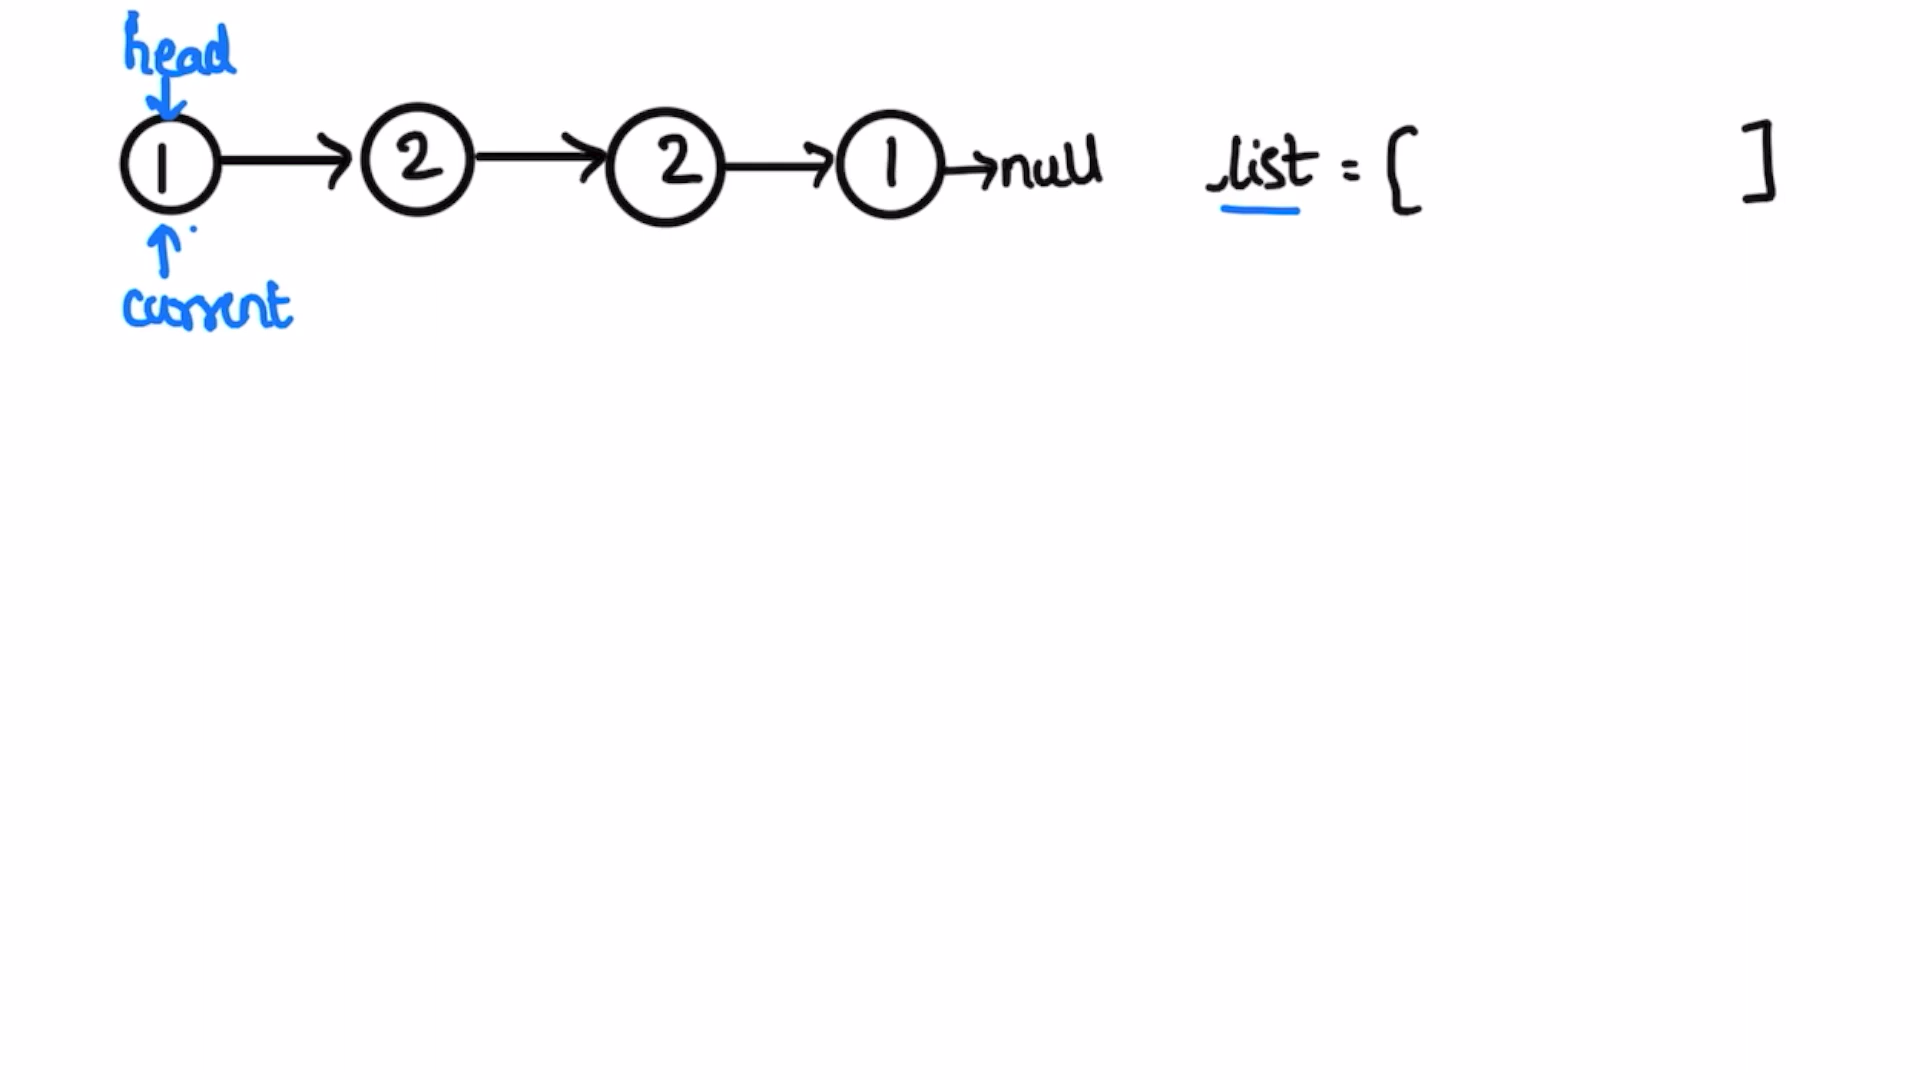 head
1 → 2 → 2 → 1 → null list = [ ]
current